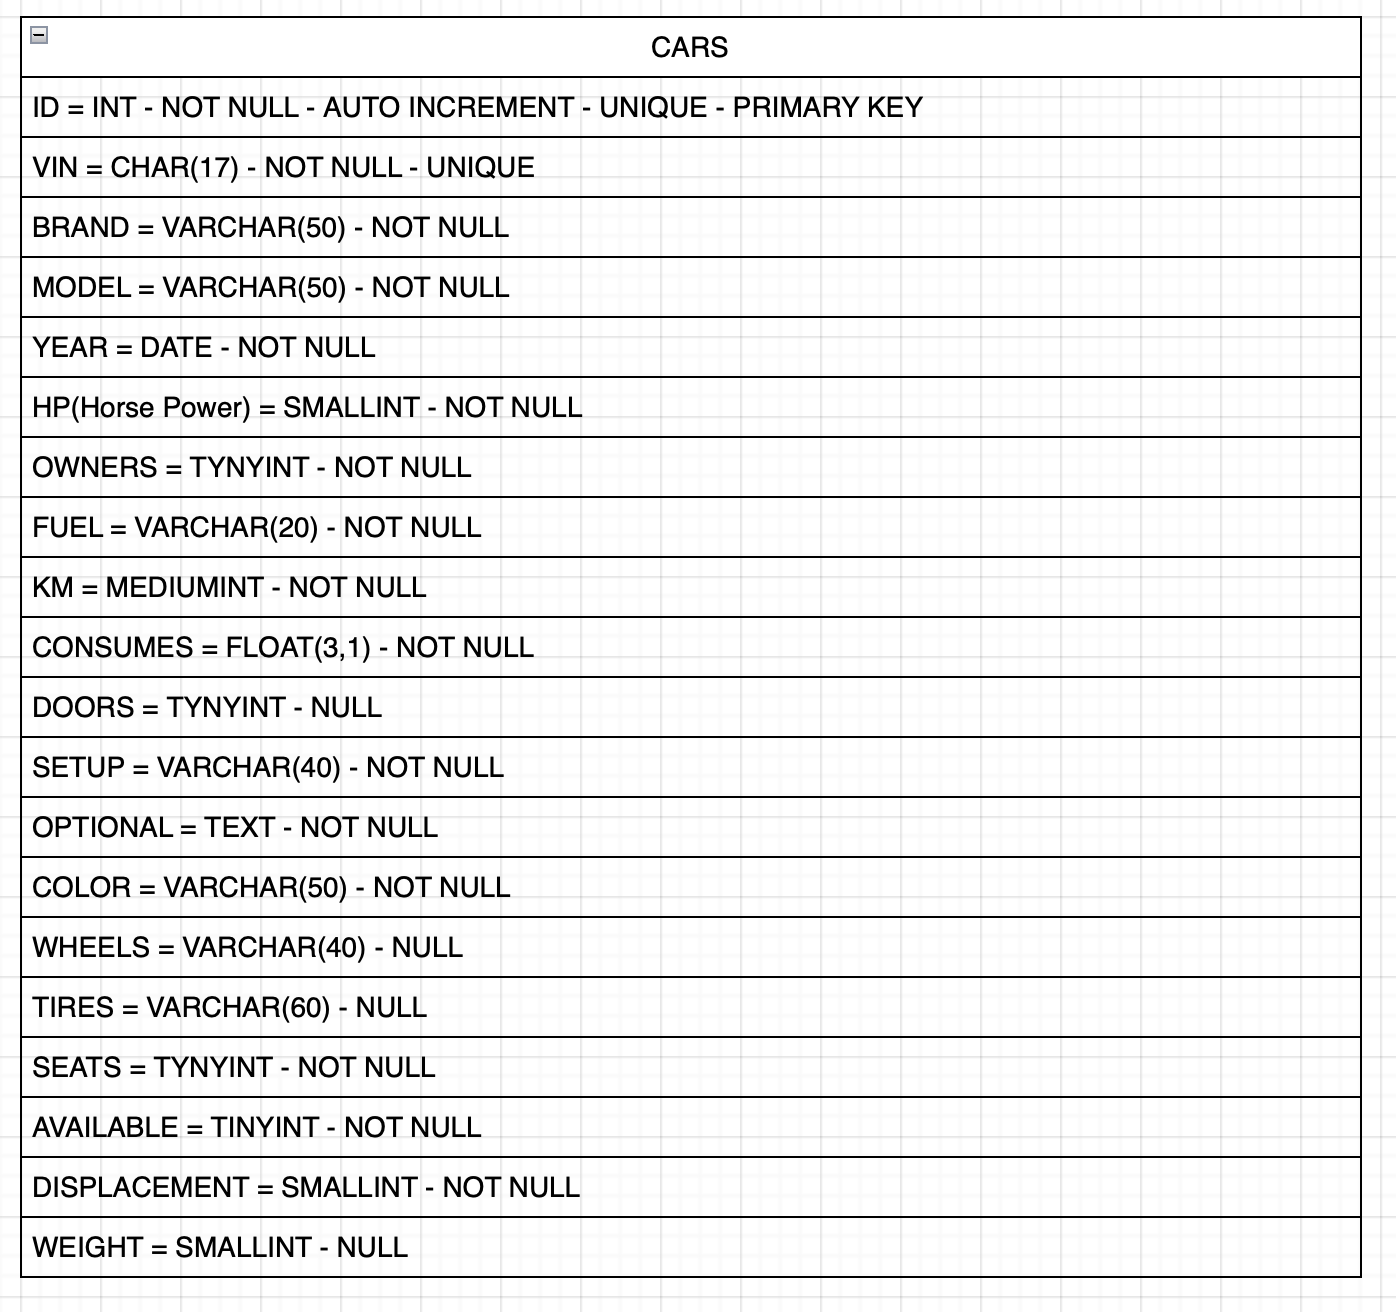 CARS
ID = INT - NOT NULL - AUTO INCREMENT - UNIQUE - PRIMARY KEY
VIN = CHAR(17) - NOT NULL - UNIQUE
BRAND = VARCHAR(50) - NOT NULL
MODEL = VARCHAR(50) - NOT NULL
YEAR = DATE - NOT NULL
HP(Horse Power) = SMALLINT - NOT NULL
OWNERS = TYNYINT - NOT NULL
FUEL = VARCHAR(20) - NOT NULL
KM = MEDIUMINT - NOT NULL
CONSUMES = FLOAT(3,1) - NOT NULL
DOORS = TYNYINT - NULL
SETUP = VARCHAR(40) - NOT NULL
OPTIONAL = TEXT - NOT NULL
COLOR = VARCHAR(50) - NOT NULL
WHEELS = VARCHAR(40) - NULL
TIRES = VARCHAR(60) - NULL
SEATS = TYNYINT - NOT NULL
AVAILABLE = TINYINT - NOT NULL
DISPLACEMENT = SMALLINT - NOT NULL
WEIGHT = SMALLINT - NULL